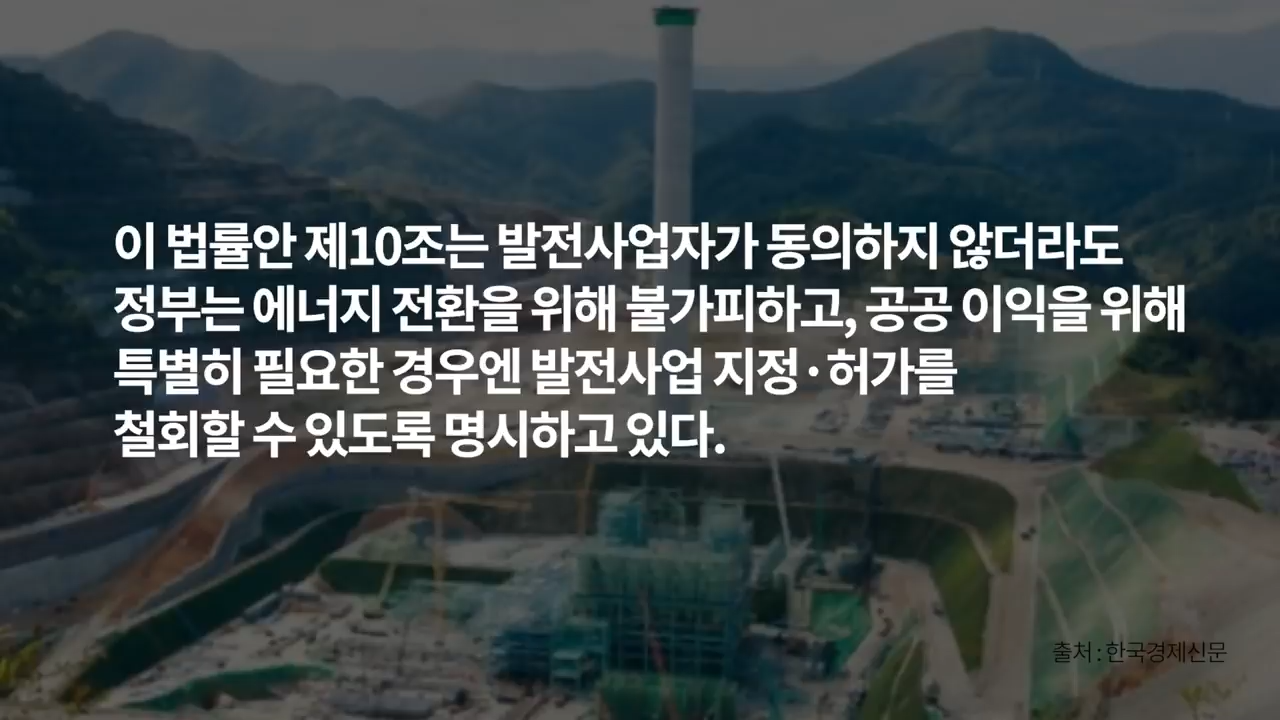 이 법률안 제10조는 발전사업자가 동의하지 않더라도
정부는 에너지 전환을 위해 불가피하고, 공공 이익을 위해
특별히 필요한 경우엔 발전사업 지정·허가를
철회할 수 있도록 명시하고 있다.
출처 : 한국경제신문